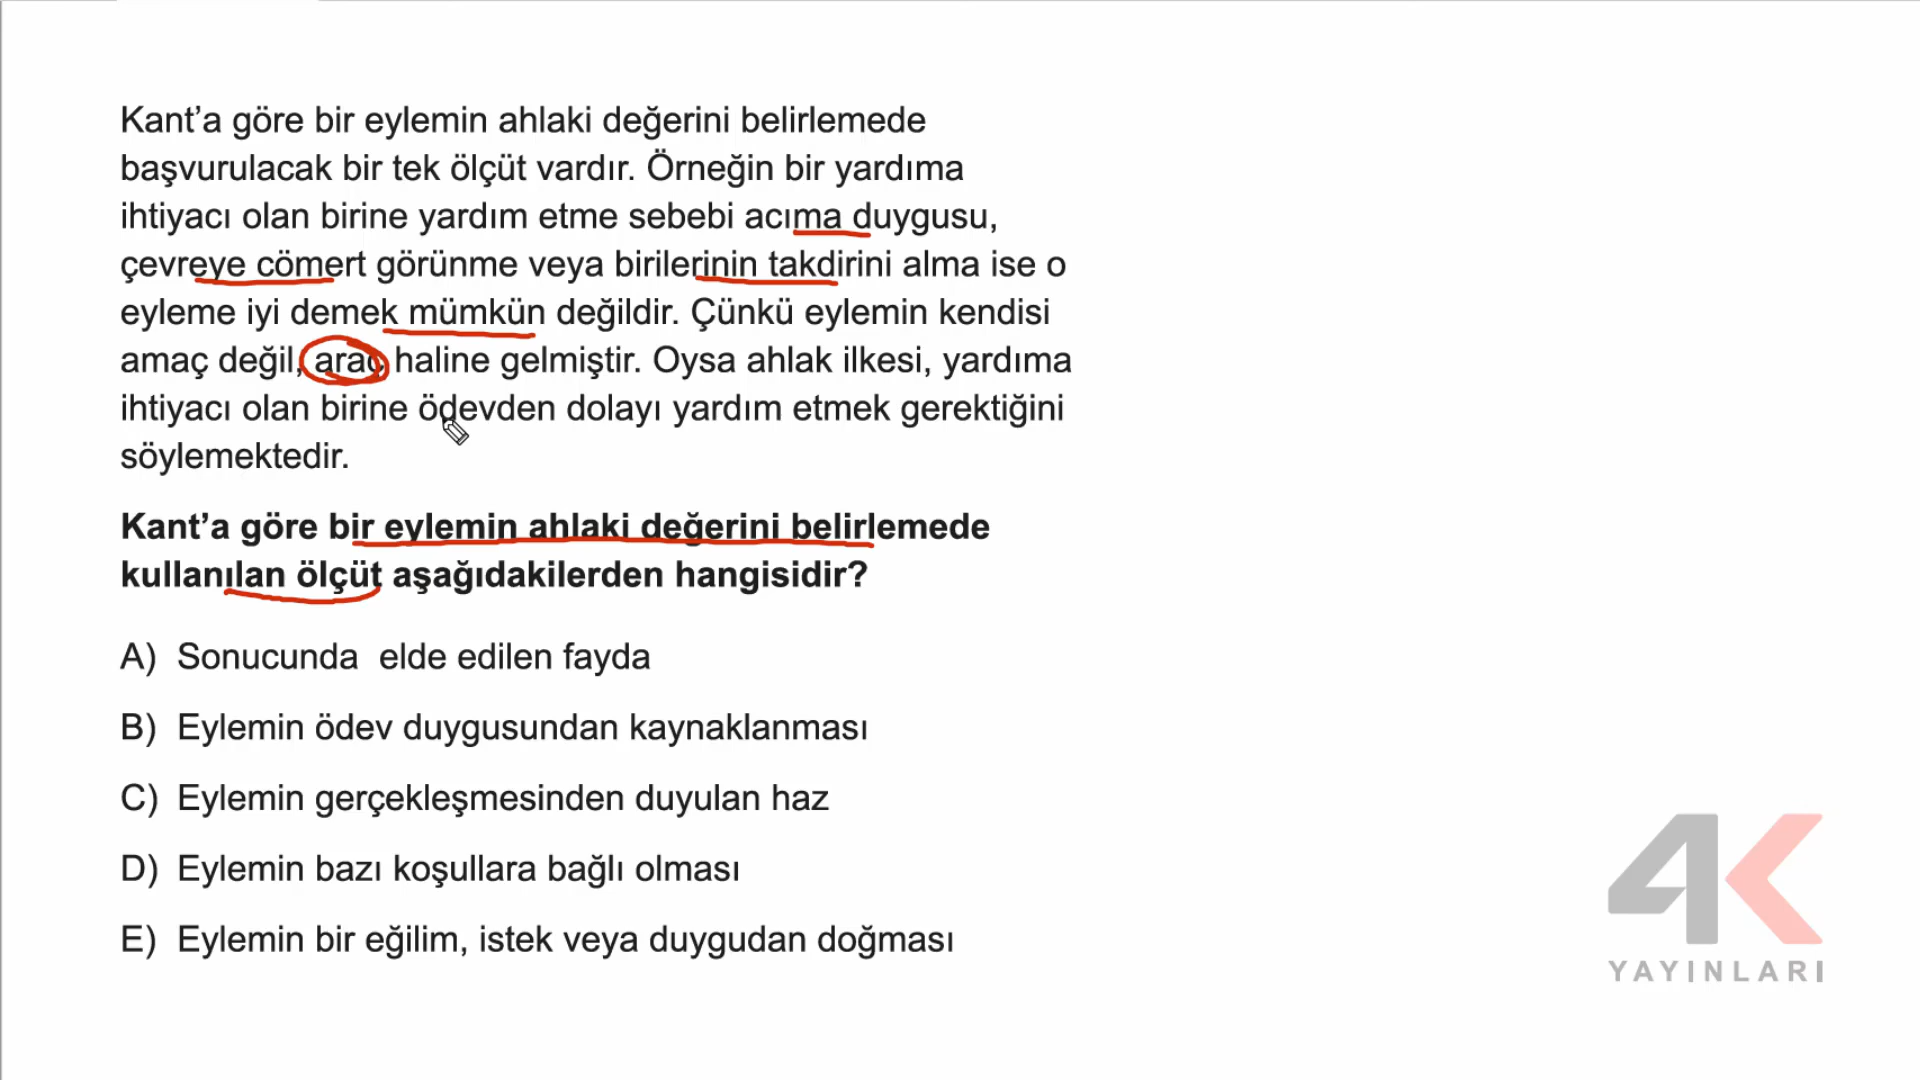 Kant’a göre bir eylemin ahlaki değerini belirlemede
başvurulacak bir tek ölçüt vardır. Örneğin bir yardıma
ihtiyacı olan birine yardım etme sebebi acıma duygusu,
çevreye cömert görünme veya birilerinin takdirini alma ise o
eyleme iyi demek mümkün değildir. Çünkü eylemin kendisi
amaç değil, araç haline gelmiştir. Oysa ahlak ilkesi, yardıma
ihtiyacı olan birine ödevden dolayı yardım etmek gerektiğini
söylemektedir.
Kant’a göre bir eylemin ahlaki değerini belirlemede
kullanılan ölçüt aşağıdakilerden hangisidir?
A) Sonucunda elde edilen fayda
B) Eylemin ödev duygusundan kaynaklanması
C) Eylemin gerçekleşmesinden duyulan haz
D) Eylemin bazı koşullara bağlı olması
E) Eylemin bir eğilim, istek veya duygudan doğması
4K
YAYINLARI